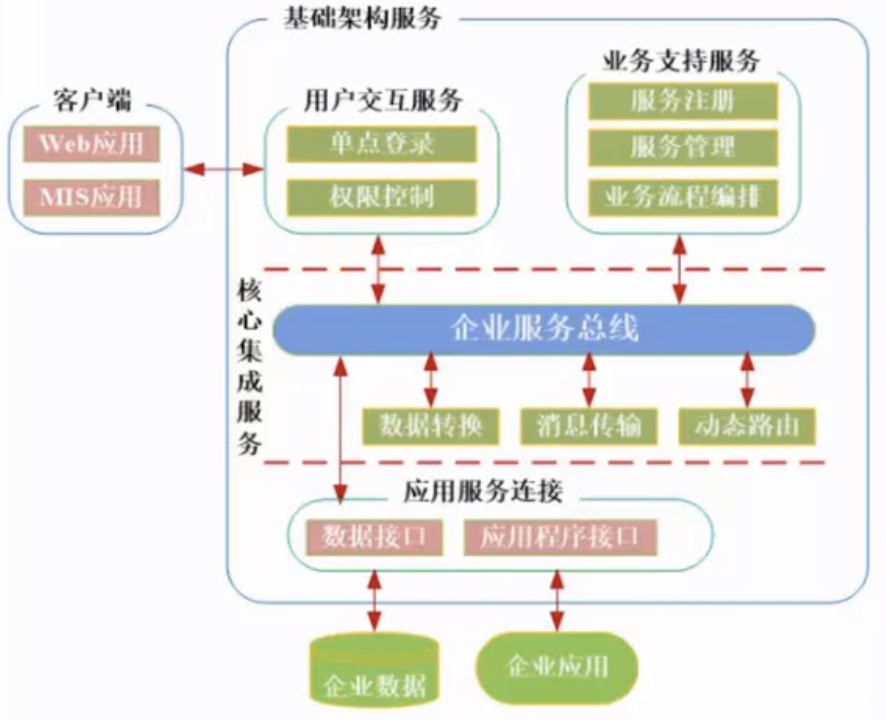 基础架构服务
业务支持服务
客户端
用户交互服务
服务注册
Web应用
单点登录
服务管理
MIS应用
权限控制
业务流程编排
核心集成服务
企业服务总线
数据转换
消息传输
动态路由
应用服务连接
数据接口
应用程序接口
企业数据
企业应用